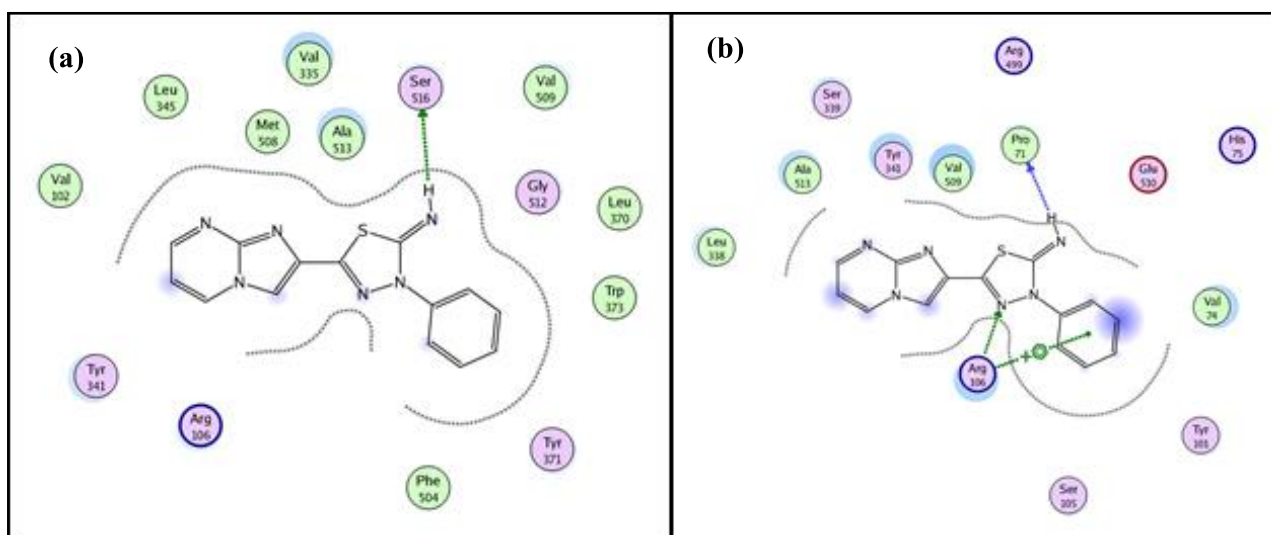 (a)
Val
335
Ser
516
Val
509
Leu
345
Met
508
Ala
513
Val
102
H
N
Gly
512
Leu
370
N
N
S
N
N
N
Trp
373
Tyr
341
Arg
106
Tyr
371
Phe
504
(b)
Arg
499
Ser
339
Pro
71
His
75
Tyr
341
Val
509
Ala
513
Glu
510
H
N
Leu
338
N
N
S
N
N
N
Val
74
+
Arg
106
Tyr
101
Ser
105